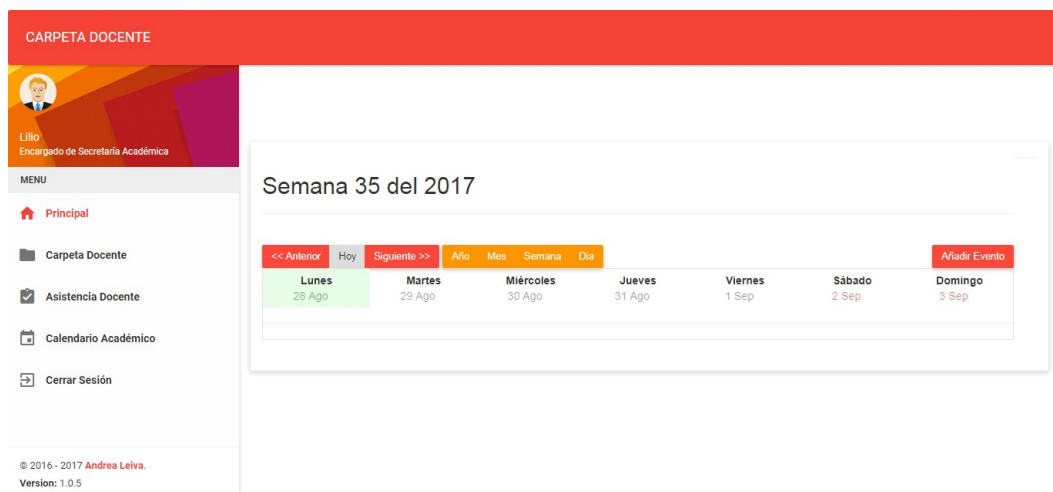 CARPETA DOCENTE
Lilio
Encargado de Secretaría Académica
MENU
Principal
Carpeta Docente
Asistencia Docente
Calendario Académico
Cerrar Sesión
© 2016 - 2017 Andrea Leiva.
Version: 1.0.5
Semana 35 del 2017
<< Anterior Hoy Siguiente >> Año Mes Semana Dia Añadir Evento
Lunes Martes Miércoles Jueves Viernes Sábado Domingo
28 Ago 29 Ago 30 Ago 31 Ago 1 Sep 2 Sep 3 Sep